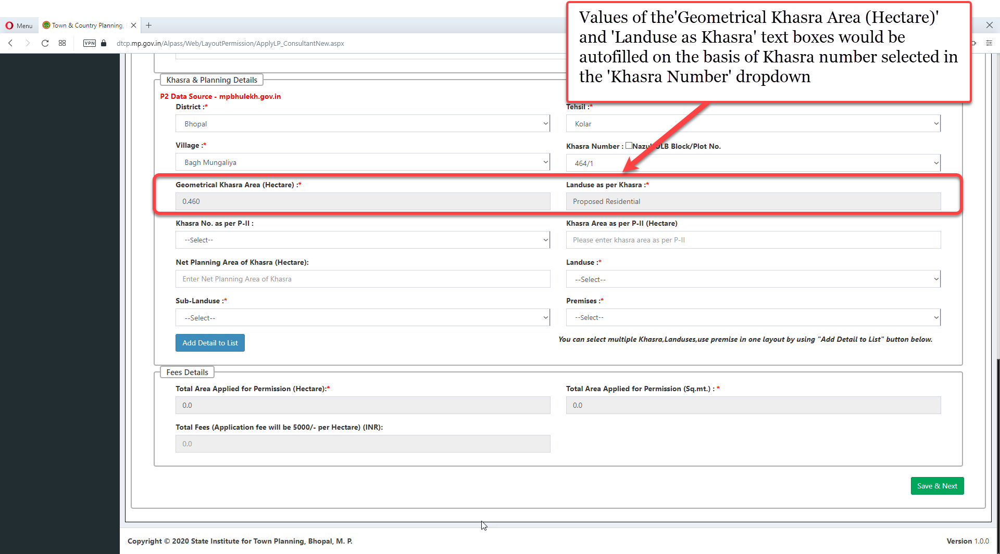 Values of the'Geometrical Khasra Area (Hectare)'
and 'Landuse as Khasra' text boxes would be
autofilled on the basis of Khasra number selected in
the 'Khasra Number' dropdown
Menu
Town & Country Planning,
VPN
dtcp.mp.gov.in/Alpass/Web/LayoutPermission/ApplyLP_ConsultantNew.aspx
Khasra & Planning Details
P2 Data Source - mpbhulekh.gov.in
District :*
Tehsil :*
Bhopal
Kolar
Village :*
Khasra Number : Nazul ULB Block/Plot No.
Bagh Mungaliya
464/1
Geometrical Khasra Area (Hectare) :*
Landuse as per Khasra :*
0.460
Proposed Residential
Khasra No. as per P-II :
Khasra Area as per P-II (Hectare)
--Select--
Please enter khasra area as per P-II
Net Planning Area of Khasra (Hectare):
Landuse :*
Enter Net Planning Area of Khasra
--Select--
Sub-Landuse :*
Premises :*
--Select--
--Select--
Add Detail to List
You can select multiple Khasra,Landuses,use premise in one layout by using "Add Detail to List" button below.
Fees Details
Total Area Applied for Permission (Hectare):*
Total Area Applied for Permission (Sq.mt.) : *
0.0
0.0
Total Fees (Application fee will be 5000/- per Hectare) (INR):
0.0
Save & Next
Copyright © 2020 State Institute for Town Planning, Bhopal, M. P.
Version 1.0.0